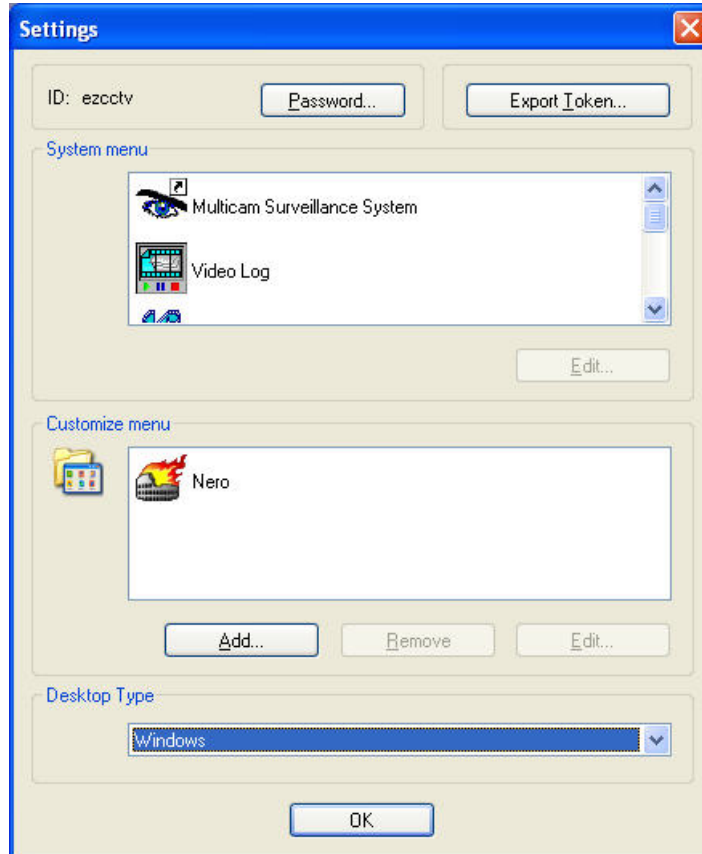 Settings
ID: ezcctv
Password...
Export Token...
System menu
Multicam Surveillance System
Video Log
Edit...
Customize menu
Nero
Add...
Remove
Edit...
Desktop Type
Windows
OK